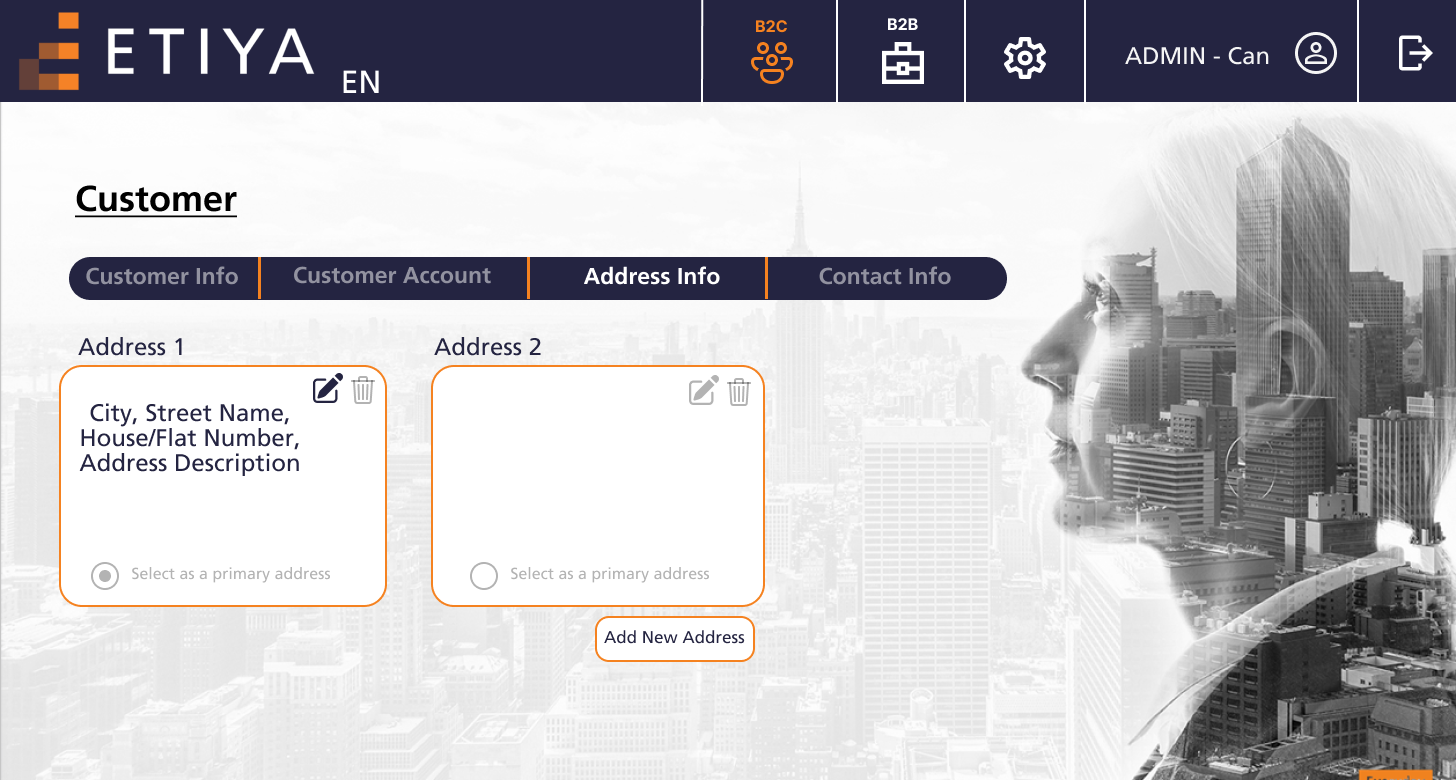 ETIYA
EN
B2C
B2B
ADMIN - Can
Customer
Customer Info
Customer Account
Address Info
Contact Info
Address 1
Address 2
City, Street Name,
House/Flat Number,
Address Description
Select as a primary address
Select as a primary address
Add New Address